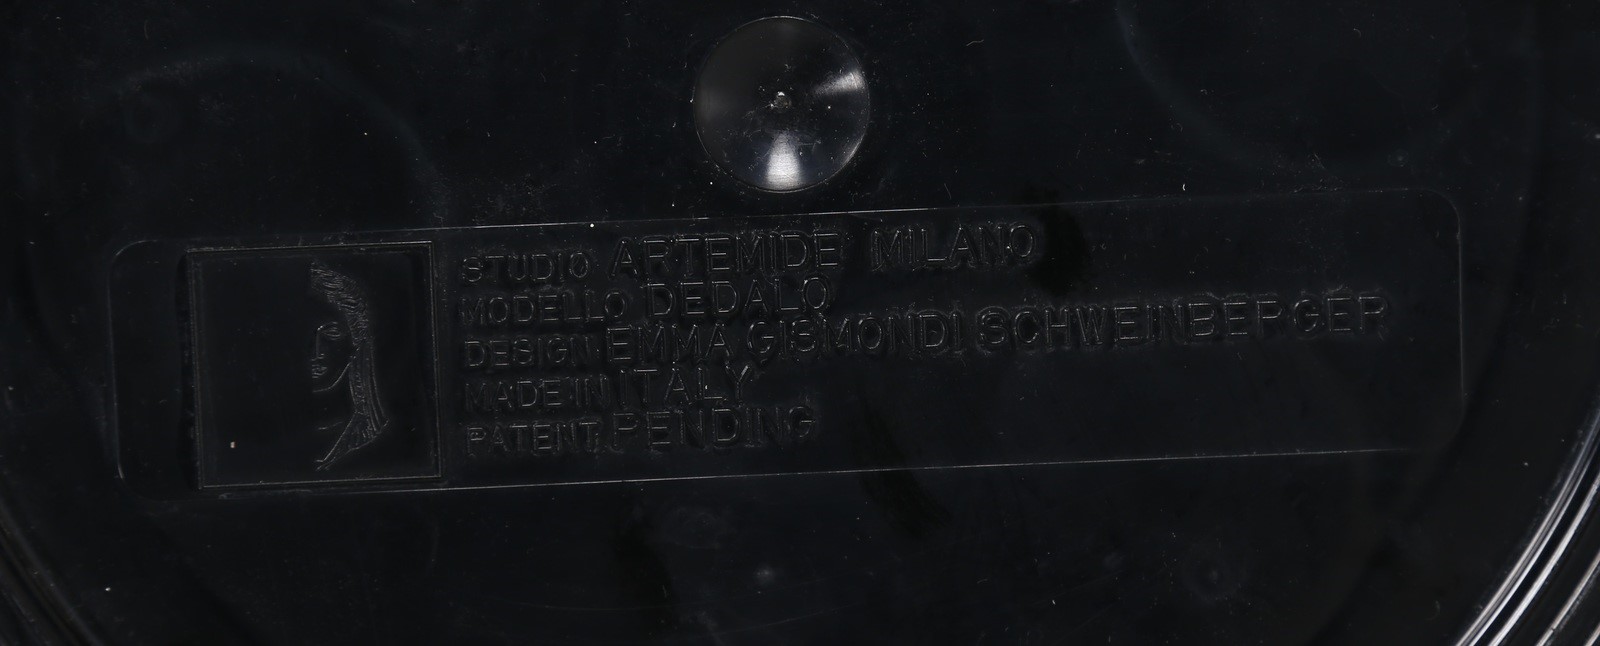 STUDIO ARTEMIDE MILANO
MODELLO DEDALO
DESIGN EMMA GISMONDI SCHWEINBERGER
MADE IN ITALY
PATENT PENDING